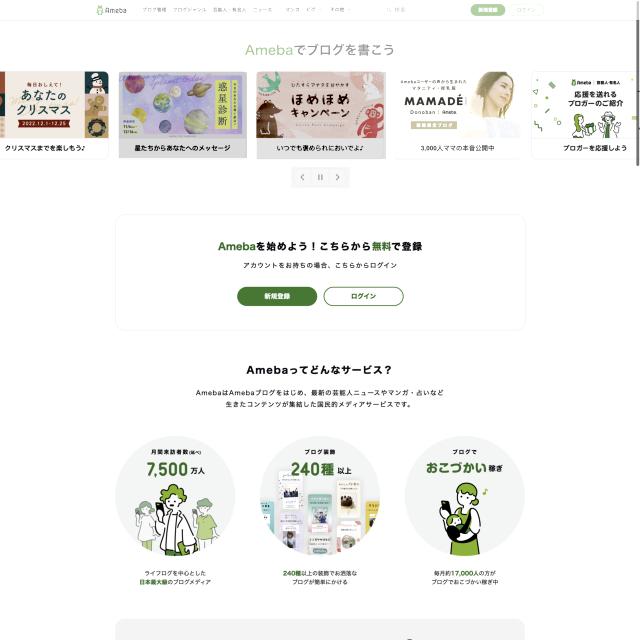 Ameba
ブログ情報 ブログジャンル 芸能人・有名人 ニュース マンガ ピグ その他 検索
新規登録 ログイン
Amebaでブログを書こう
毎日おしえて!
あなたの
クリスマス
2022.12.1-12.25
クリスマスまでを楽しもう♪
惑星診断
星たちからあなたへのメッセージ
ひたすらブチアゲほめやかす
ほめほめ
キャンペーン
いつでも褒められにおいでよ♪
Amebaユーザーの声から生まれた
マタニティ・授乳服
MAMADÉ
Donoban | Ameba
3,000人ママの本音公開中
Ameba | 芸能人・有名人
応援を送れる
ブロガーのご紹介
ブロガーを応援しよう
Amebaを始めよう!こちらから無料で登録
アカウントをお持ちの場合、こちらからログイン
新規登録 ログイン
Amebaってどんなサービス?
AmebaはAmebaブログをはじめ、最新の芸能人ニュースやマンガ・占いなど
生きたコンテンツが集結した国民的メディアサービスです。
月間来訪者数(延べ)
7,500万人
ライフログを中心とした
日本最大級のブログメディア
ブログ装飾
240種以上
240種以上の装飾でお洒落な
ブログが簡単にかける
ブログで
おこづかい稼ぎ
毎月約17,000人の方が
ブログでおこづかい稼ぎ中